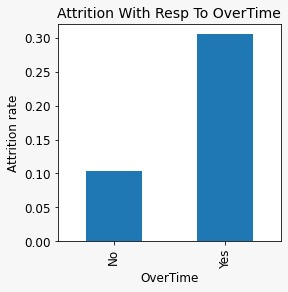 Attrition With Resp To OverTime
0.30
0.25
0.20
0.15
0.10
0.05
0.00
Attrition rate
No
Yes
OverTime